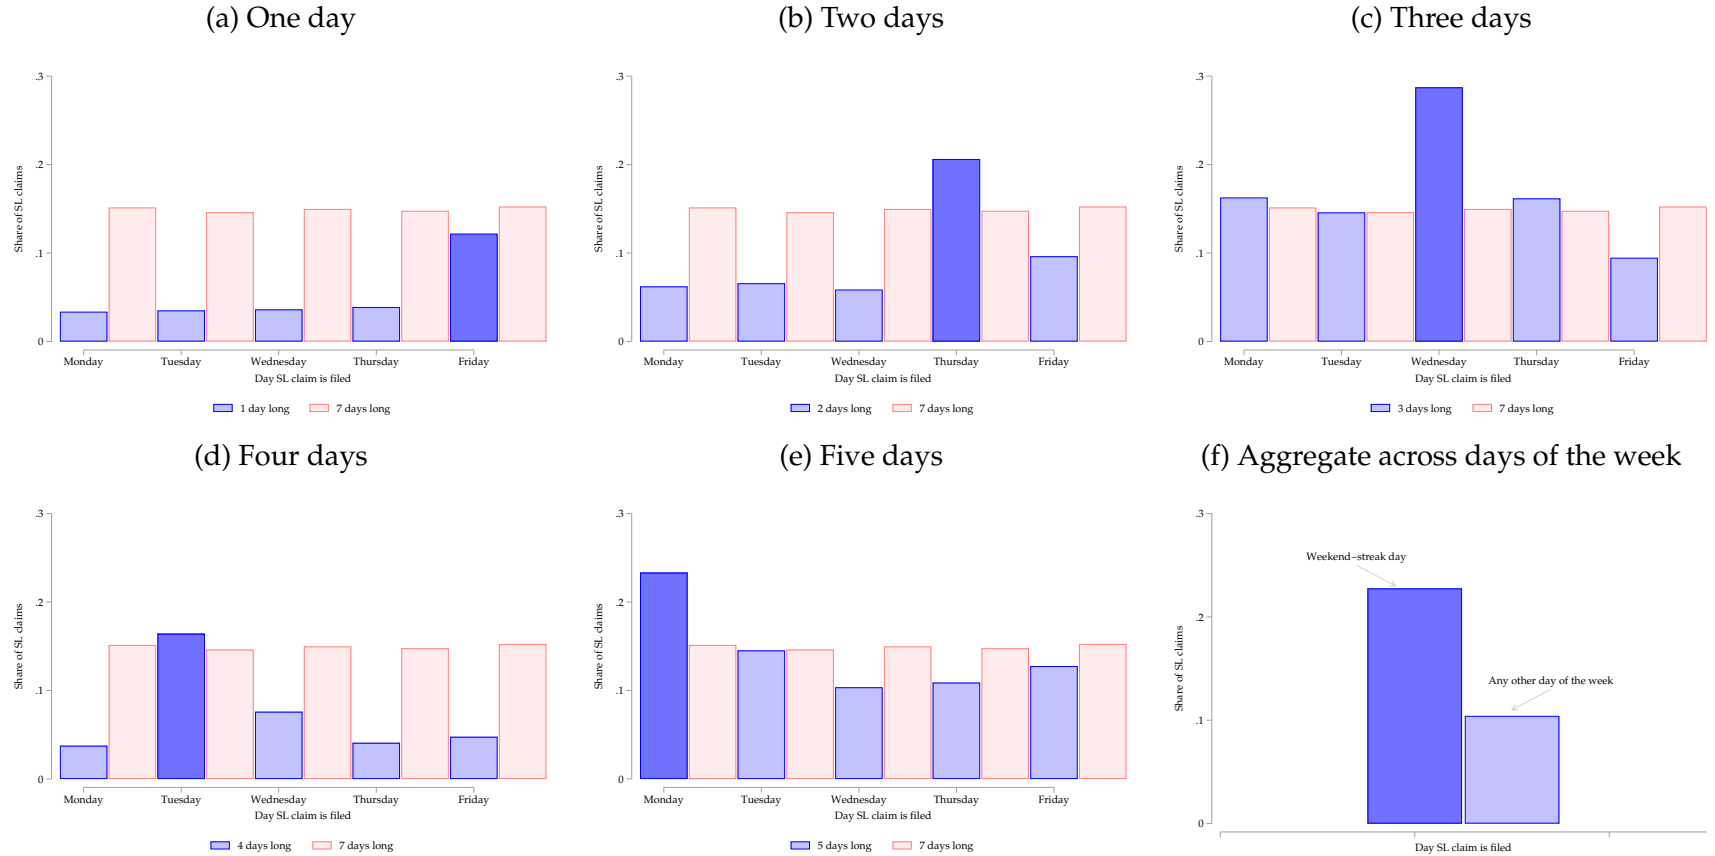 (a) One day
Share of SL claims
.3
.2
.1
0
Monday Tuesday Wednesday Thursday Friday
Day SL claim is filed
1 day long 7 days long
(b) Two days
Share of SL claims
.3
.2
.1
0
Monday Tuesday Wednesday Thursday Friday
Day SL claim is filed
2 days long 7 days long
(c) Three days
Share of SL claims
.3
.2
.1
0
Monday Tuesday Wednesday Thursday Friday
Day SL claim is filed
3 days long 7 days long
(d) Four days
Share of SL claims
.3
.2
.1
0
Monday Tuesday Wednesday Thursday Friday
Day SL claim is filed
4 days long 7 days long
(e) Five days
Share of SL claims
.3
.2
.1
0
Monday Tuesday Wednesday Thursday Friday
Day SL claim is filed
5 days long 7 days long
(f) Aggregate across days of the week
Share of SL claims
.3
.2
.1
0
Weekend–streak day
Any other day of the week
Day SL claim is filed